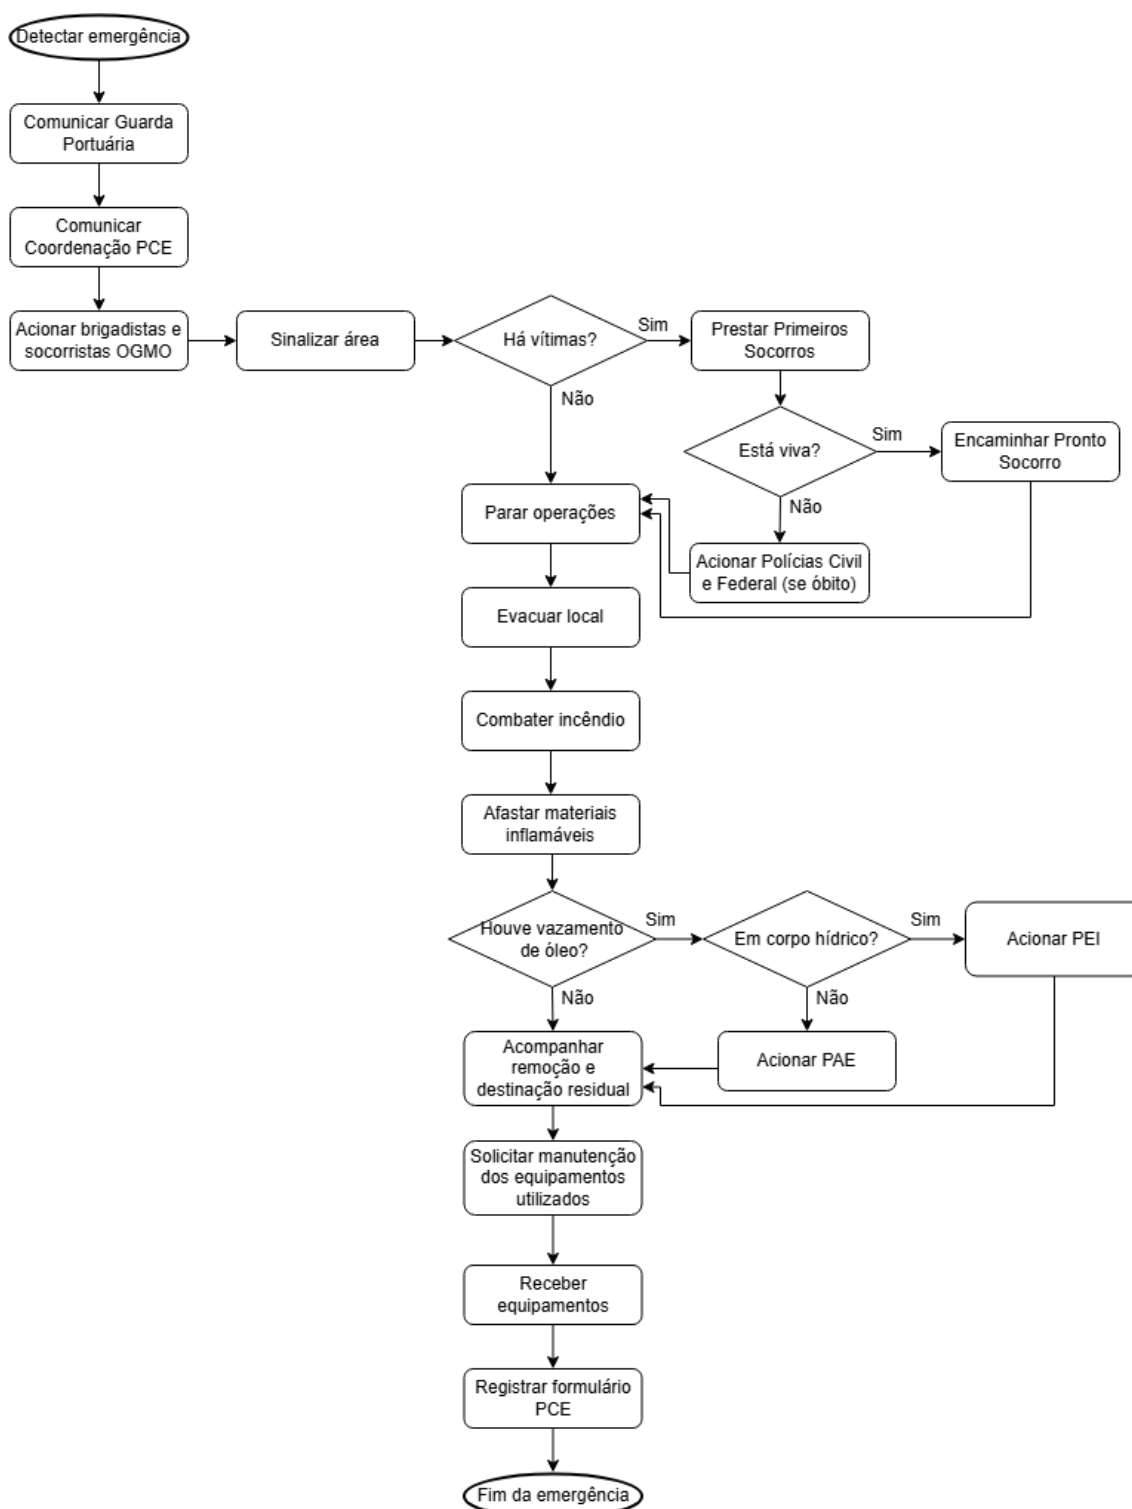 Detectar emergência
Comunicar Guarda
Portuária
Comunicar
Coordenação PCE
Acionar brigadistas e
socorristas OGMO
Sinalizar área
Há vítimas?
Sim
Prestar Primeiros
Socorros
Não
Está viva?
Sim
Encaminhar Pronto
Socorro
Não
Acionar Polícias Civil
e Federal (se óbito)
Parar operações
Evacuar local
Combater incêndio
Afastar materiais
inflamáveis
Houve vazamento
de óleo?
Sim
Em corpo hídrico?
Sim
Acionar PEI
Não
Não
Acionar PAE
Acompanhar
remoção e
destinação residual
Solicitar manutenção
dos equipamentos
utilizados
Receber
equipamentos
Registrar formulário
PCE
Fim da emergência